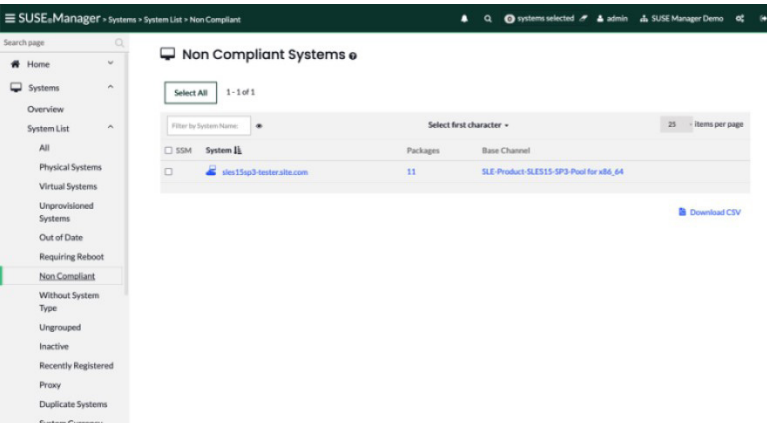 SUSE®Manager > Systems > System List > Non Compliant
0 systems selected admin SUSE Manager Demo
Search page
Home
Systems
Overview
System List
All
Physical Systems
Virtual Systems
Unprovisioned
Systems
Out of Date
Requiring Reboot
Non Compliant
Without System
Type
Ungrouped
Inactive
Recently Registered
Proxy
Duplicate Systems
System Currency
Non Compliant Systems
Select All 1 - 1 of 1
Filter by System Name: Select first character 25 items per page
SSM System Packages Base Channel
sles15sp3-tester.site.com 11 SLE-Product-SLES15-SP3-Pool for x86_64
Download CSV